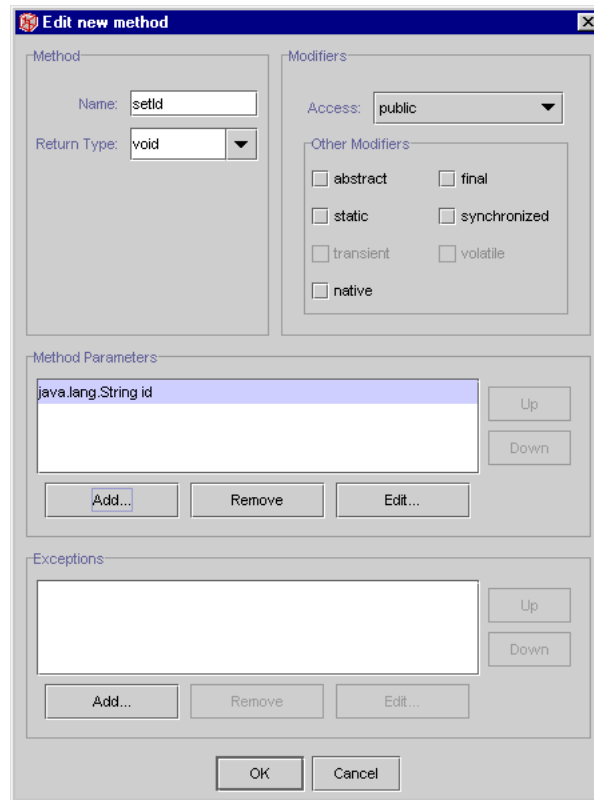 Edit new method
Method
Name: setId
Return Type: void
Modifiers
Access: public
Other Modifiers
abstract final
static synchronized
transient volatile
native
Method Parameters
java.lang.String id
Up
Down
Add... Remove Edit...
Exceptions
Up
Down
Add... Remove Edit...
OK Cancel